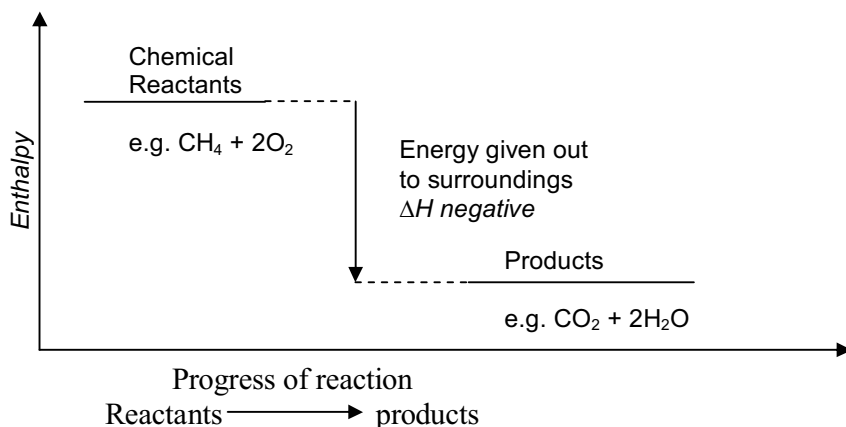 Chemical
Reactants
e.g. CH₄ + 2O₂
Enthalpy
Energy given out
to surroundings
ΔH negative
Products
e.g. CO₂ + 2H₂O
Progress of reaction
Reactants products